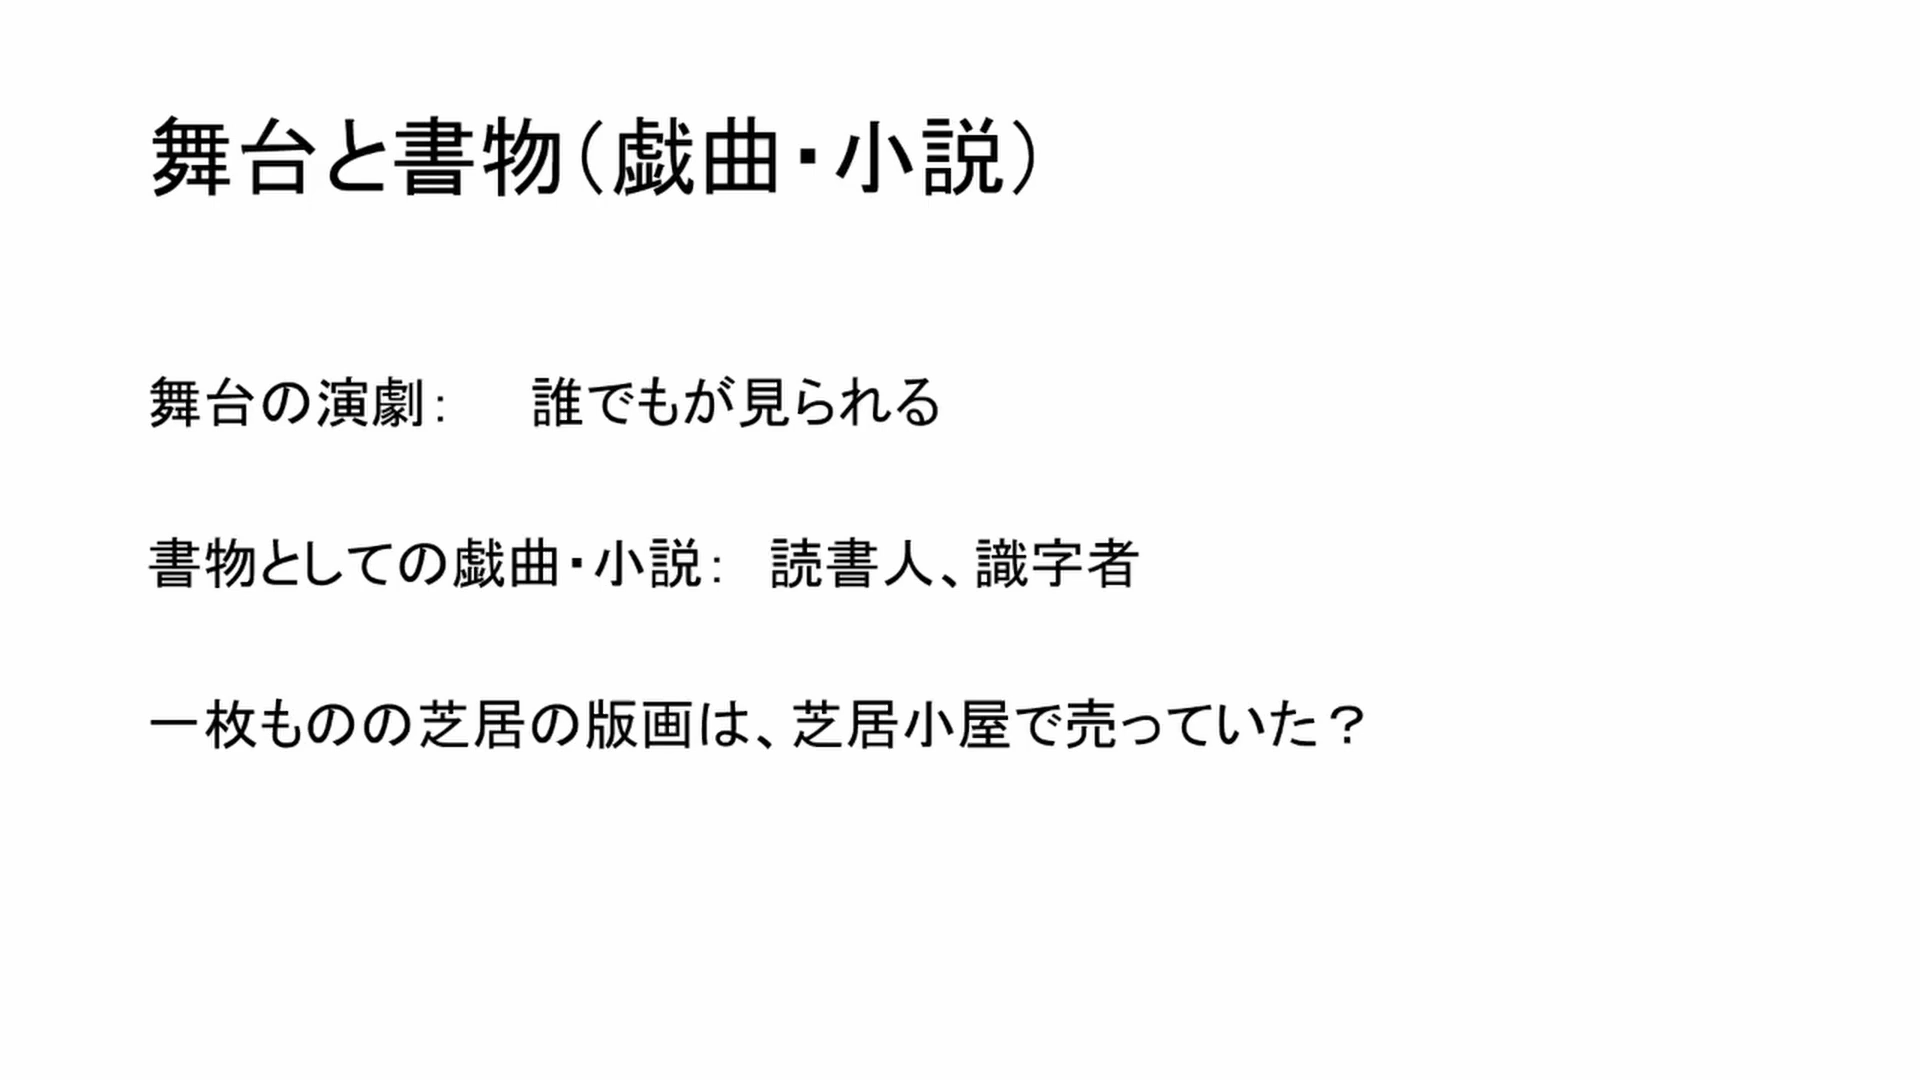 舞台と書物（戯曲・小説）
舞台の演劇：　誰でもが見られる
書物としての戯曲・小説：　読書人、識字者
一枚ものの芝居の版画は、芝居小屋で売っていた？